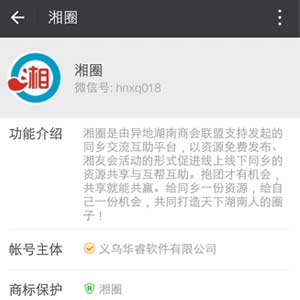 湘圈
湘
湘圈
微信号: hnxq018
功能介绍
湘圈是由异地湖南商会联盟支持发起的
同乡交流互助平台，以资源免费发布、
湘友会活动的形式促进线上线下同乡的
资源共享与互帮互助。抱团才有机会，
共享就能共赢。给同乡一份资源，给自
己一份机会，共同打造天下湖南人的圈
子！
帐号主体
义乌华睿软件有限公司
商标保护
湘圈